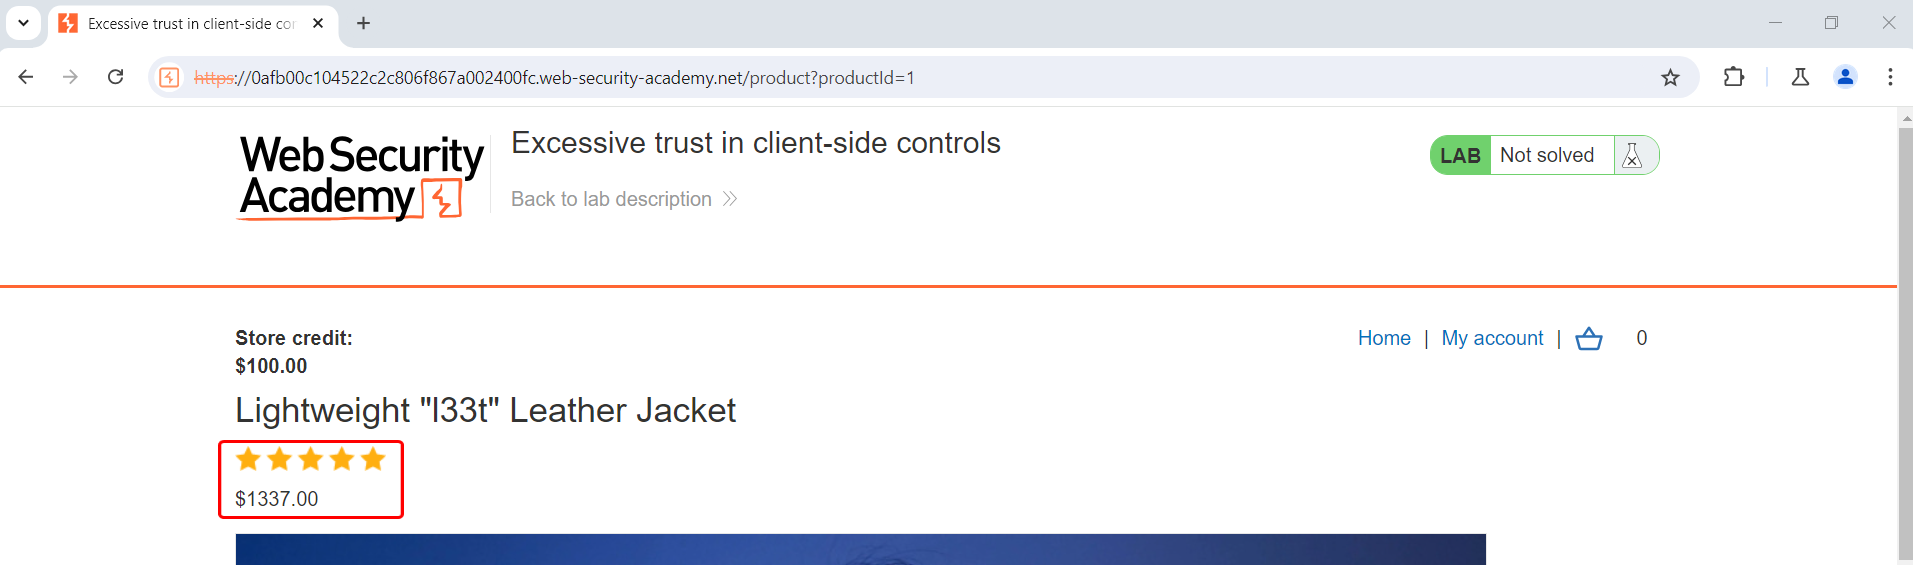 Excessive trust in client-side cor
https://0afb00c104522c2c806f867a002400fc.web-security-academy.net/product?productId=1
Web Security
Academy
Excessive trust in client-side controls
Back to lab description
LAB Not solved
Store credit:
$100.00
Home | My account | 0
Lightweight "l33t" Leather Jacket
$1337.00